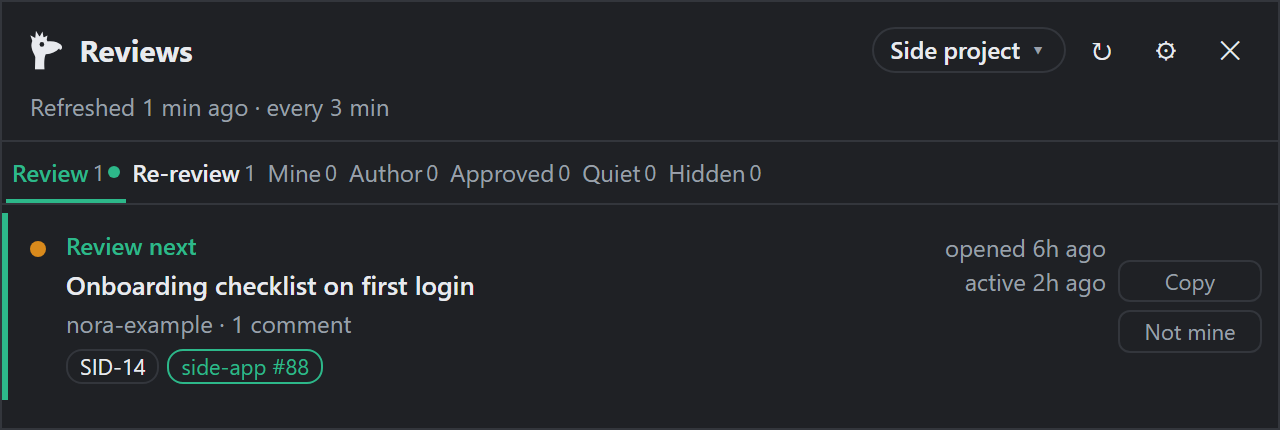 Reviews
Side project
Refreshed 1 min ago · every 3 min
Review 1 Re-review 1 Mine 0 Author 0 Approved 0 Quiet 0 Hidden 0
Review next
opened 6h ago
Onboarding checklist on first login
active 2h ago
Copy
nora-example · 1 comment
Not mine
SID-14
side-app #88